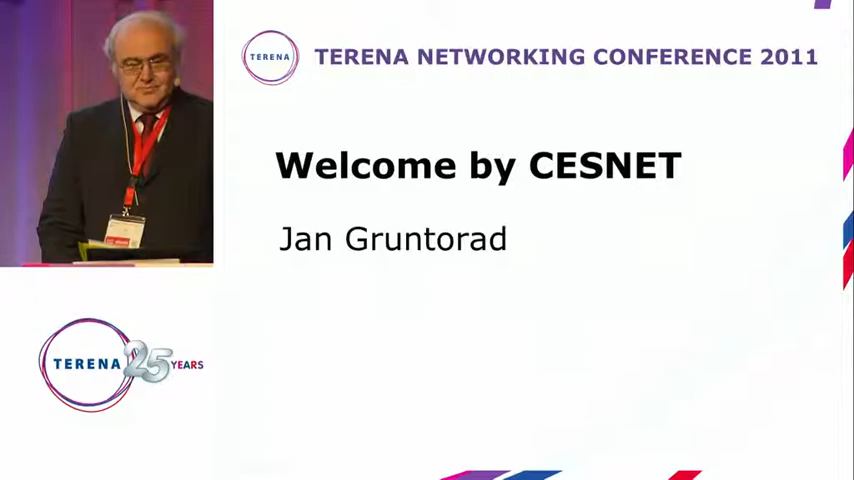 TERENA
TERENA NETWORKING CONFERENCE 2011
Welcome by CESNET
Jan Gruntorad
TERENA 25 YEARS